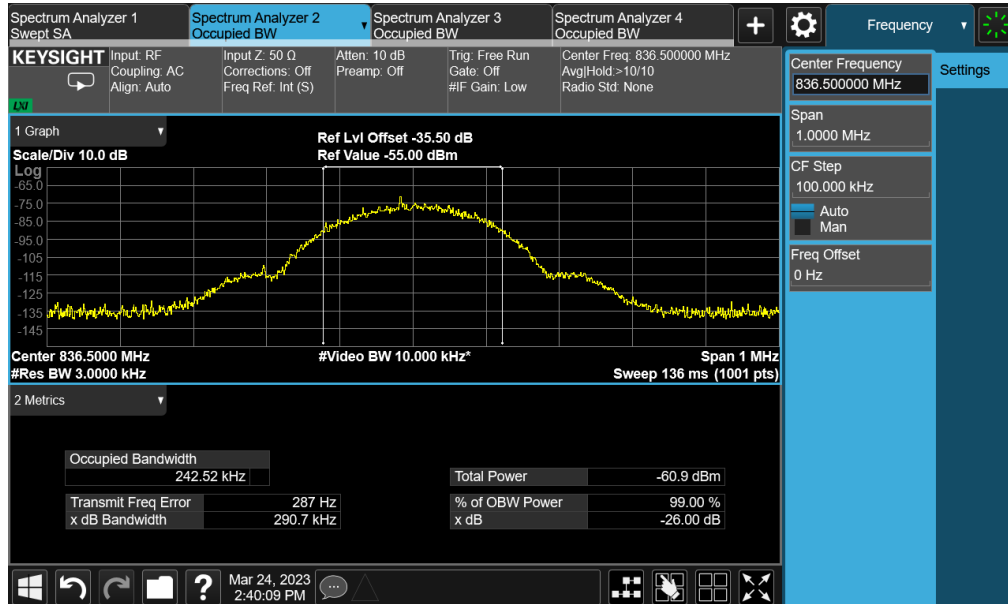 Spectrum Analyzer 1
Swept SA
Spectrum Analyzer 2
Occupied BW
Spectrum Analyzer 3
Occupied BW
Spectrum Analyzer 4
Occupied BW
+
Frequency
KEYSIGHT
LXI
Input: RF
Coupling: AC
Align: Auto
Input Z: 50 Ω
Corrections: Off
Freq Ref: Int (S)
Atten: 10 dB
Preamp: Off
Trig: Free Run
Gate: Off
#IF Gain: Low
Center Freq: 836.500000 MHz
Avg|Hold:>10/10
Radio Std: None
Center Frequency
836.500000 MHz
Settings
Span
1.0000 MHz
CF Step
100.000 kHz
Auto
Man
Freq Offset
0 Hz
1 Graph
Scale/Div 10.0 dB
Ref Lvl Offset -35.50 dB
Ref Value -55.00 dBm
Log
-65.0
-75.0
-85.0
-95.0
-105
-115
-125
-135
-145
Center 836.5000 MHz
#Res BW 3.0000 kHz
#Video BW 10.000 kHz*
Span 1 MHz
Sweep 136 ms (1001 pts)
2 Metrics
Occupied Bandwidth
242.52 kHz
Transmit Freq Error 287 Hz
x dB Bandwidth 290.7 kHz
Total Power -60.9 dBm
% of OBW Power 99.00 %
x dB -26.00 dB
?
Mar 24, 2023
2:40:09 PM